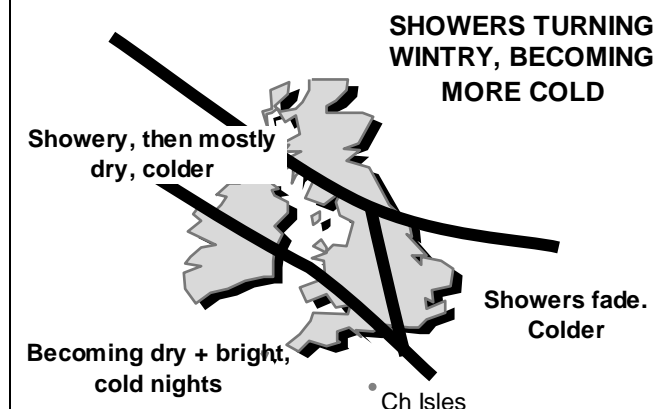 SHOWERS TURNING
WINTRY, BECOMING
MORE COLD
Showery, then mostly
dry, colder
Showers fade.
Colder
Becoming dry + bright,
cold nights
Ch Isles